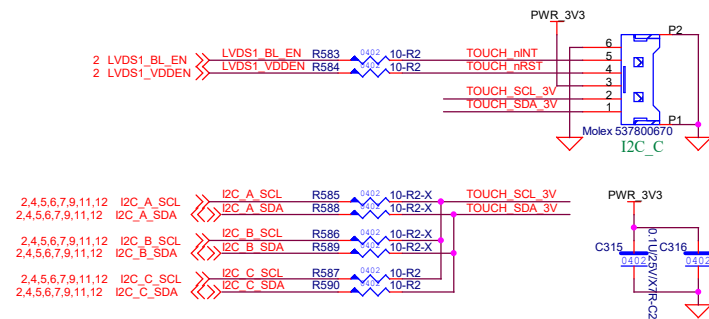 PWR_3V3
P2
2 LVDS1_BL_EN LVDS1_BL_EN R583 0402 10-R2 TOUCH_nINT 6
2 LVDS1_VDDEN LVDS1_VDDEN R584 0402 10-R2 TOUCH_nRST 5
4
3
TOUCH_SCL_3V 2
TOUCH_SDA_3V 1
P1
Molex 537800670
I2C_C
2,4,5,6,7,9,11,12 I2C_A_SCL I2C_A_SCL R585 0402 10-R2-X TOUCH_SCL_3V
2,4,5,6,7,9,11,12 I2C_A_SDA I2C_A_SDA R588 0402 10-R2-X TOUCH_SDA_3V
2,4,5,6,7,9,11,12 I2C_B_SCL I2C_B_SCL R586 0402 10-R2-X
2,4,5,6,7,9,11,12 I2C_B_SDA I2C_B_SDA R589 0402 10-R2-X
2,4,5,6,7,9,11,12 I2C_C_SCL I2C_C_SCL R587 0402 10-R2
2,4,5,6,7,9,11,12 I2C_C_SDA I2C_C_SDA R590 0402 10-R2
PWR_3V3
C315 0402 0.1U/25V/X7R-C2
C316 0402